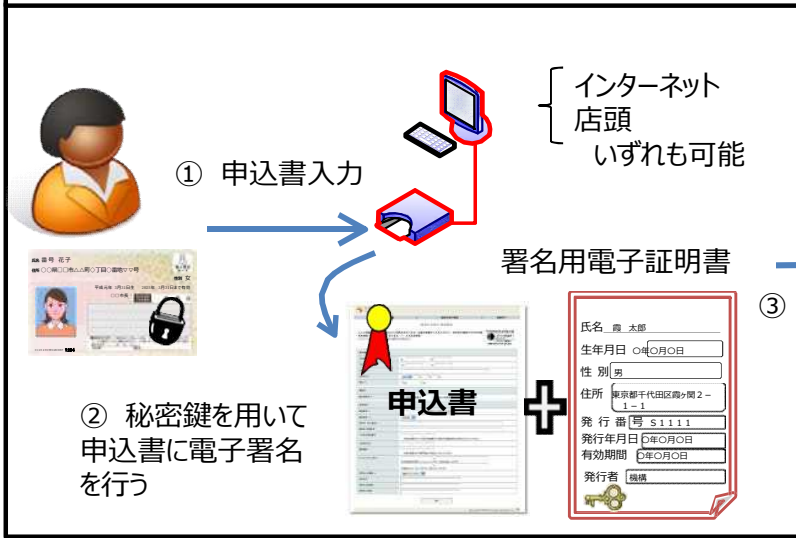 インターネット
店頭
いずれも可能
① 申込書入力
番号 花子
女
署名用電子証明書
③
申込書
② 秘密鍵を用いて
申込書に電子署名
を行う
氏名 霞 太郎
生年月日 ○年○月○日
性 別 男
住所 東京都千代田区霞ヶ関2-
1-1
発 行 番 号 S1111
発行年月日 ○年○月○日
有効期間 ○年○月○日
発行者 機構